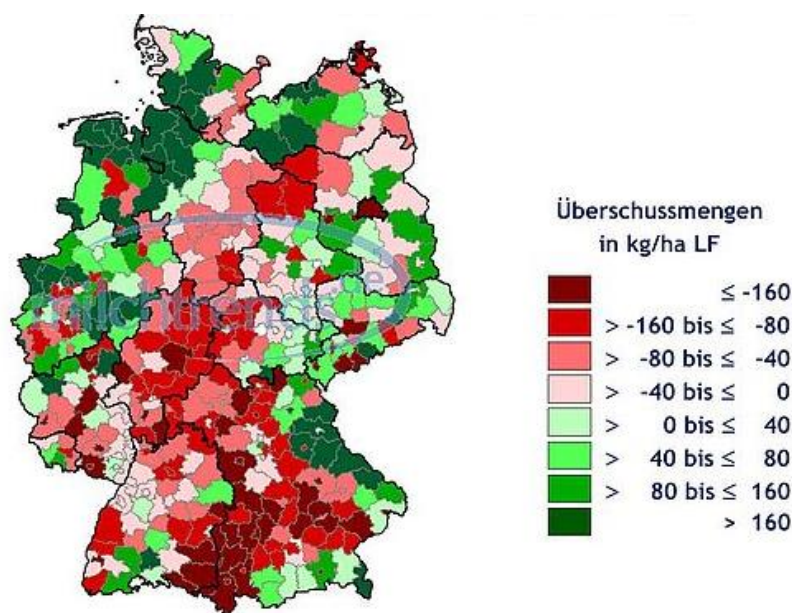 Überschussmengen
in kg/ha LF
≤ -160
> -160 bis ≤ -80
> -80 bis ≤ -40
> -40 bis ≤ 0
> 0 bis ≤ 40
> 40 bis ≤ 80
> 80 bis ≤ 160
> 160
milchtrends.de